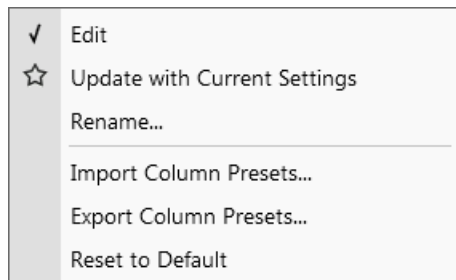 Edit
Update with Current Settings
Rename...
Import Column Presets...
Export Column Presets...
Reset to Default